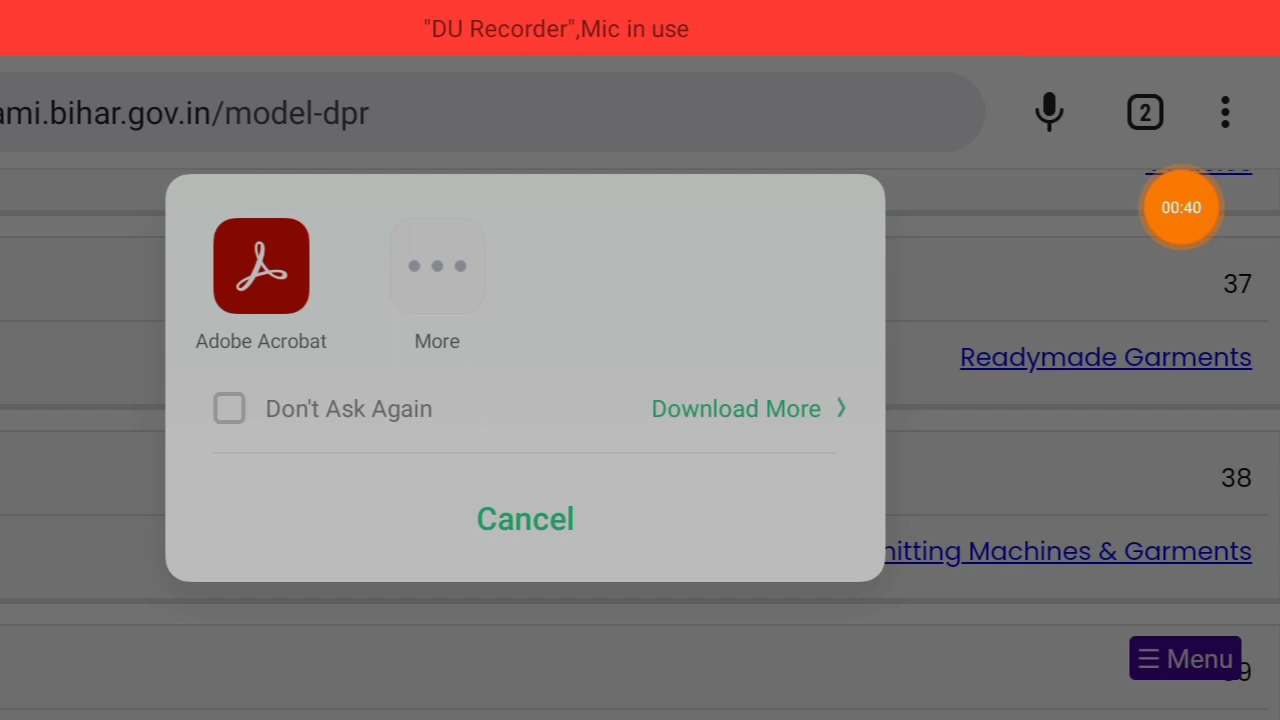 "DU Recorder",Mic in use
ami.bihar.gov.in/model-dpr
2
00:40
37
Adobe Acrobat
More
Readymade Garments
Don't Ask Again
Download More
38
Cancel
nitting Machines & Garments
Menu
9